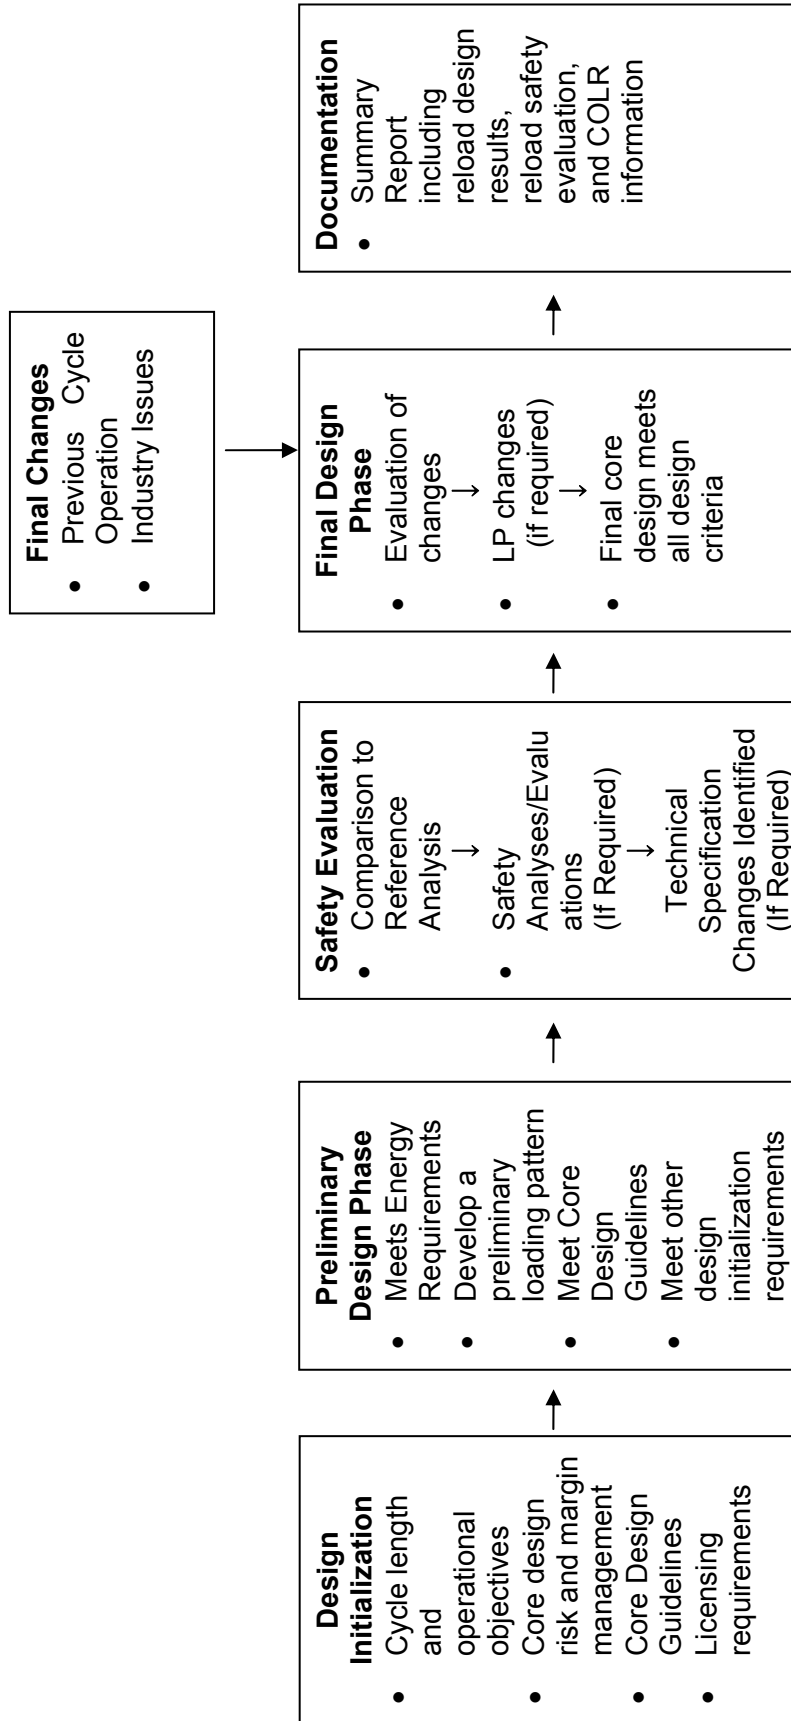 Design
Initialization
• Cycle length
and
operational
objectives
• Core design
risk and margin
management
• Core Design
Guidelines
• Licensing
requirements
Preliminary
Design Phase
• Meets Energy
Requirements
• Develop a
preliminary
loading pattern
• Meet Core
Design
Guidelines
• Meet other
design
initialization
requirements
Safety Evaluation
• Comparison to
Reference
Analysis
• Safety
Analyses/Evalu
ations
(If Required)
Technical
Specification
Changes Identified
(If Required)
Final Changes
• Previous Cycle
Operation
• Industry Issues
Final Design
Phase
• Evaluation of
changes
• LP changes
(if required)
• Final core
design meets
all design
criteria
Documentation
• Summary
Report
including
reload design
results,
reload safety
evaluation,
and COLR
information